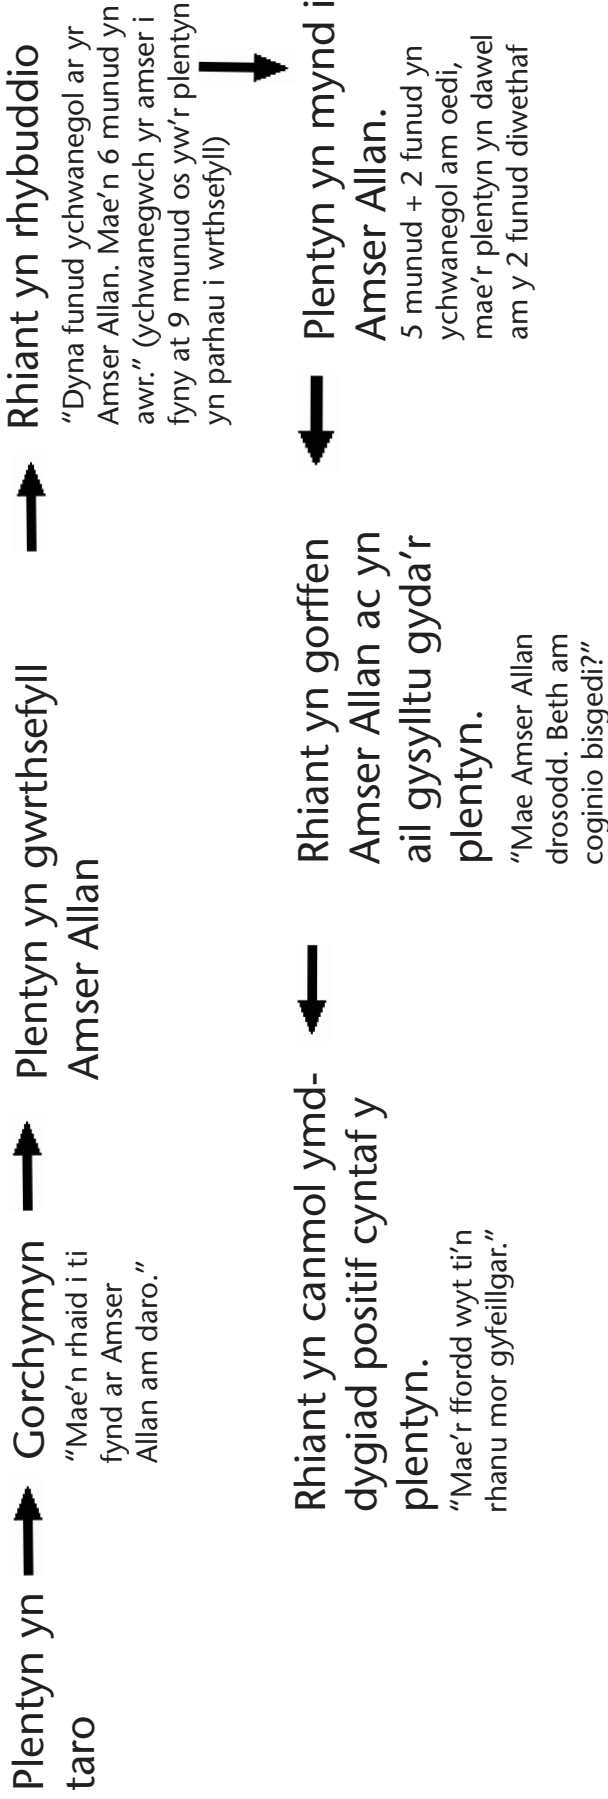 Plentyn yn
taro
Gorchymyn
“Mae’n rhaid i ti
fynd ar Amser
Allan am daro.”
Plentyn yn gwrthsefyll
Amser Allan
Rhiant yn rhybuddio
“Dyna funud ychwanegol ar yr
Amser Allan. Mae’n 6 munud yn
awr.” (ychwanegwch yr amser i
fyny at 9 munud os yw’r plentyn
yn parhau i wrthsefyll)
Plentyn yn mynd i
Amser Allan.
5 munud + 2 funud yn
ychwanegol am oedi,
mae’r plentyn yn dawel
am y 2 funud diwethaf
Rhiant yn gorffen
Amser Allan ac yn
ail gysylltu gyda’r
plentyn.
“Mae Amser Allan
drosodd. Beth am
coginio bisgedi?”
Rhiant yn canmol ymd-
dygiad positif cyntaf y
plentyn.
“Mae’r ffordd wyt ti’n
rhanu mor gyfeillgar.”